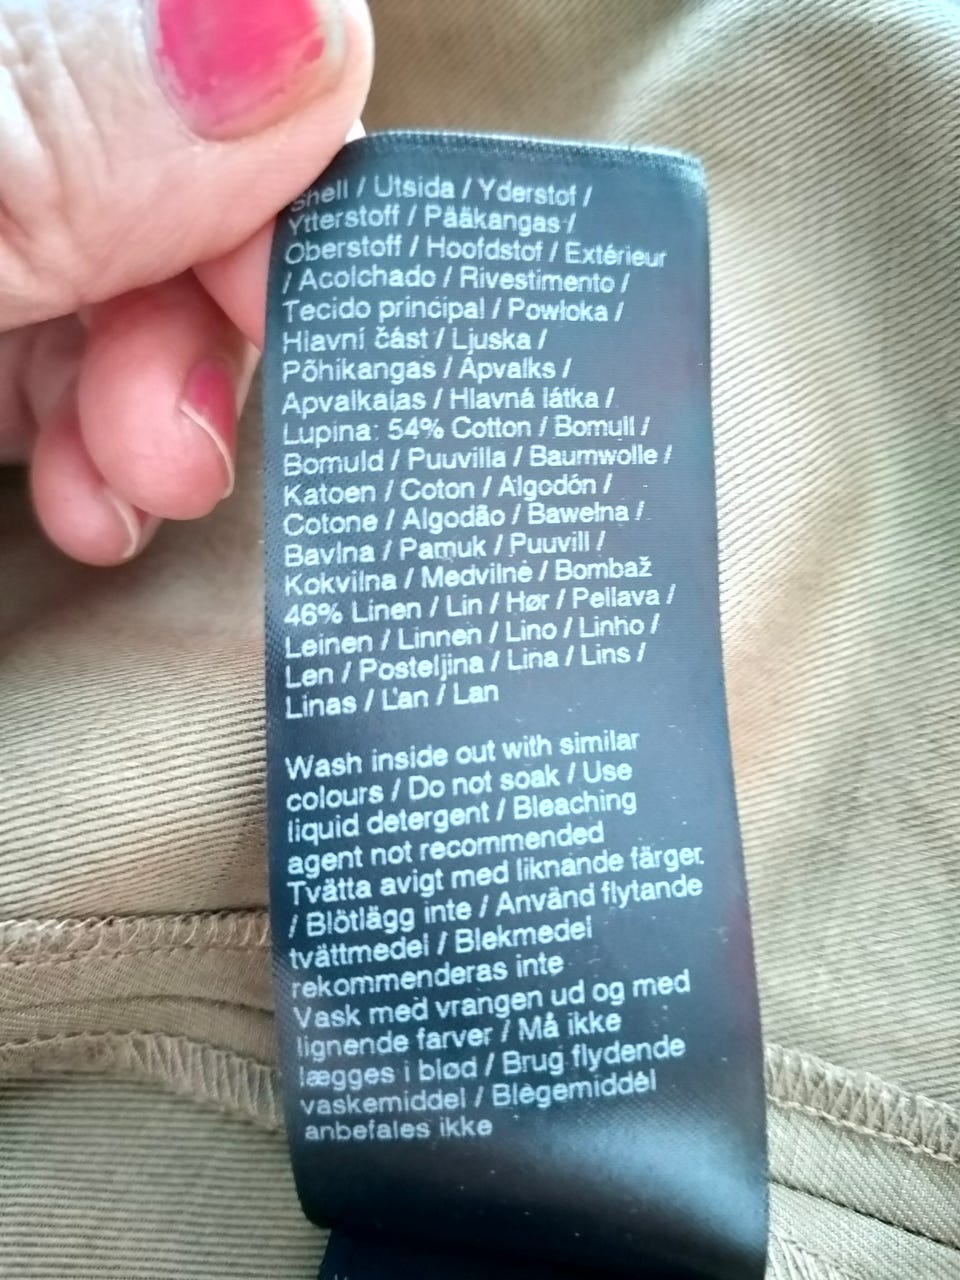 Shell / Utsida / Yderstof /
Ytterstoff / Pääkangas /
Oberstoff / Hoofdstof / Extérieur
/ Acolchado / Rivestimento /
Tecido principal / Powłoka /
Hlavní část / Ljuska /
Põhikangas / Apvalks /
Apvalkalas / Hlavná látka /
Lupina: 54% Cotton / Bomull /
Bomuld / Puuvilla / Baumwolle /
Katoen / Coton / Algodón /
Cotone / Algodão / Bawełna /
Bavlna / Pamuk / Puuvill /
Kokvilna / Medvilnė / Bombaž
46% Linen / Lin / Hør / Pellava /
Leinen / Linnen / Lino / Linho /
Len / Posteljina / Lina / Lins /
Linas / Ľan / Lan
Wash inside out with similar
colours / Do not soak / Use
liquid detergent / Bleaching
agent not recommended
Tvätta avigt med liknande färger.
/ Blötlägg inte / Använd flytande
tvättmedel / Blekmedel
rekommenderas inte
Vask med vrangen ud og med
lignende farver / Må ikke
lægges i blød / Brug flydende
vaskemiddel / Blegemiddel
anbefales ikke